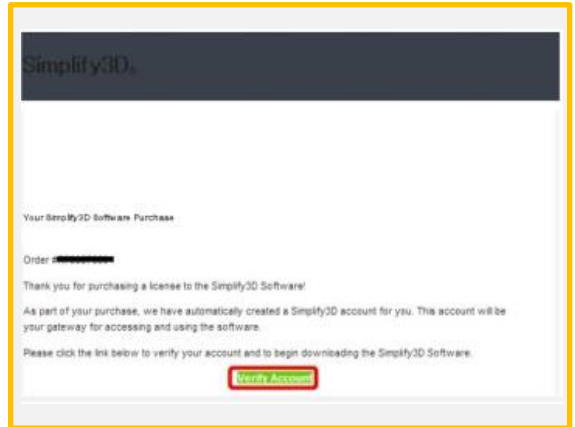 Simplify3D.
Your Simplify3D Software Purchase
Order #
Thank you for purchasing a license to the Simplify3D Software!
As part of your purchase, we have automatically created a Simplify3D account for you. This account will be
your gateway for accessing and using the software.
Please click the link below to verify your account and to begin downloading the Simplify3D Software.
Verify Account